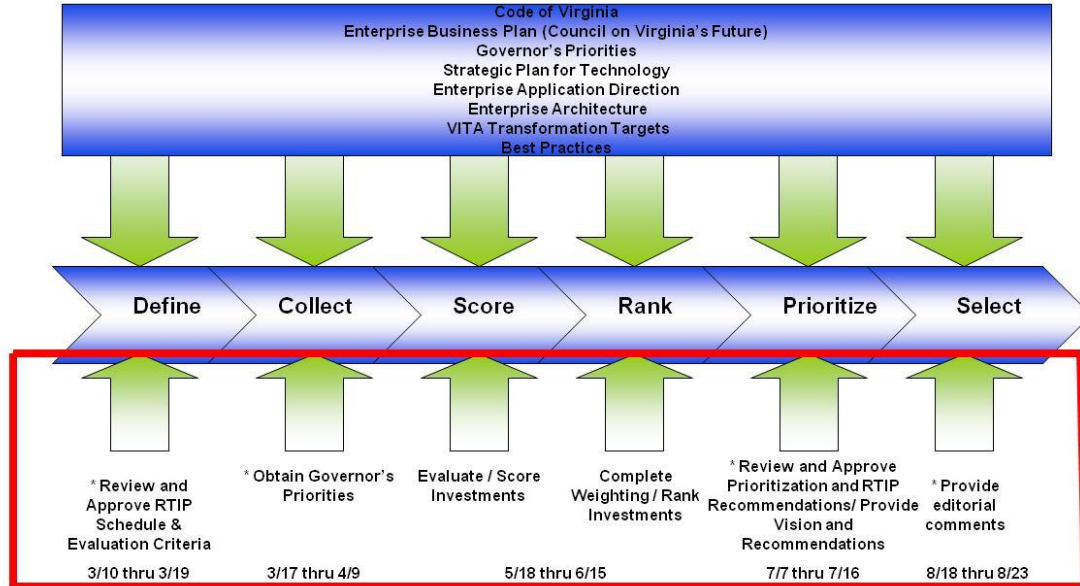 Code of Virginia
Enterprise Business Plan (Council on Virginia's Future)
Governor's Priorities
Strategic Plan for Technology
Enterprise Application Direction
Enterprise Architecture
VITA Transformation Targets
Best Practices
Define
Collect
Score
Rank
Prioritize
Select
* Review and
Approve RTIP
Schedule &
Evaluation Criteria
3/10 thru 3/19
* Obtain Governor's
Priorities
3/17 thru 4/9
Evaluate / Score
Investments
Complete
Weighting / Rank
Investments
5/18 thru 6/15
* Review and Approve
Prioritization and RTIP
Recommendations/ Provide
Vision and
Recommendations
7/7 thru 7/16
* Provide
editorial
comments
8/18 thru 8/23